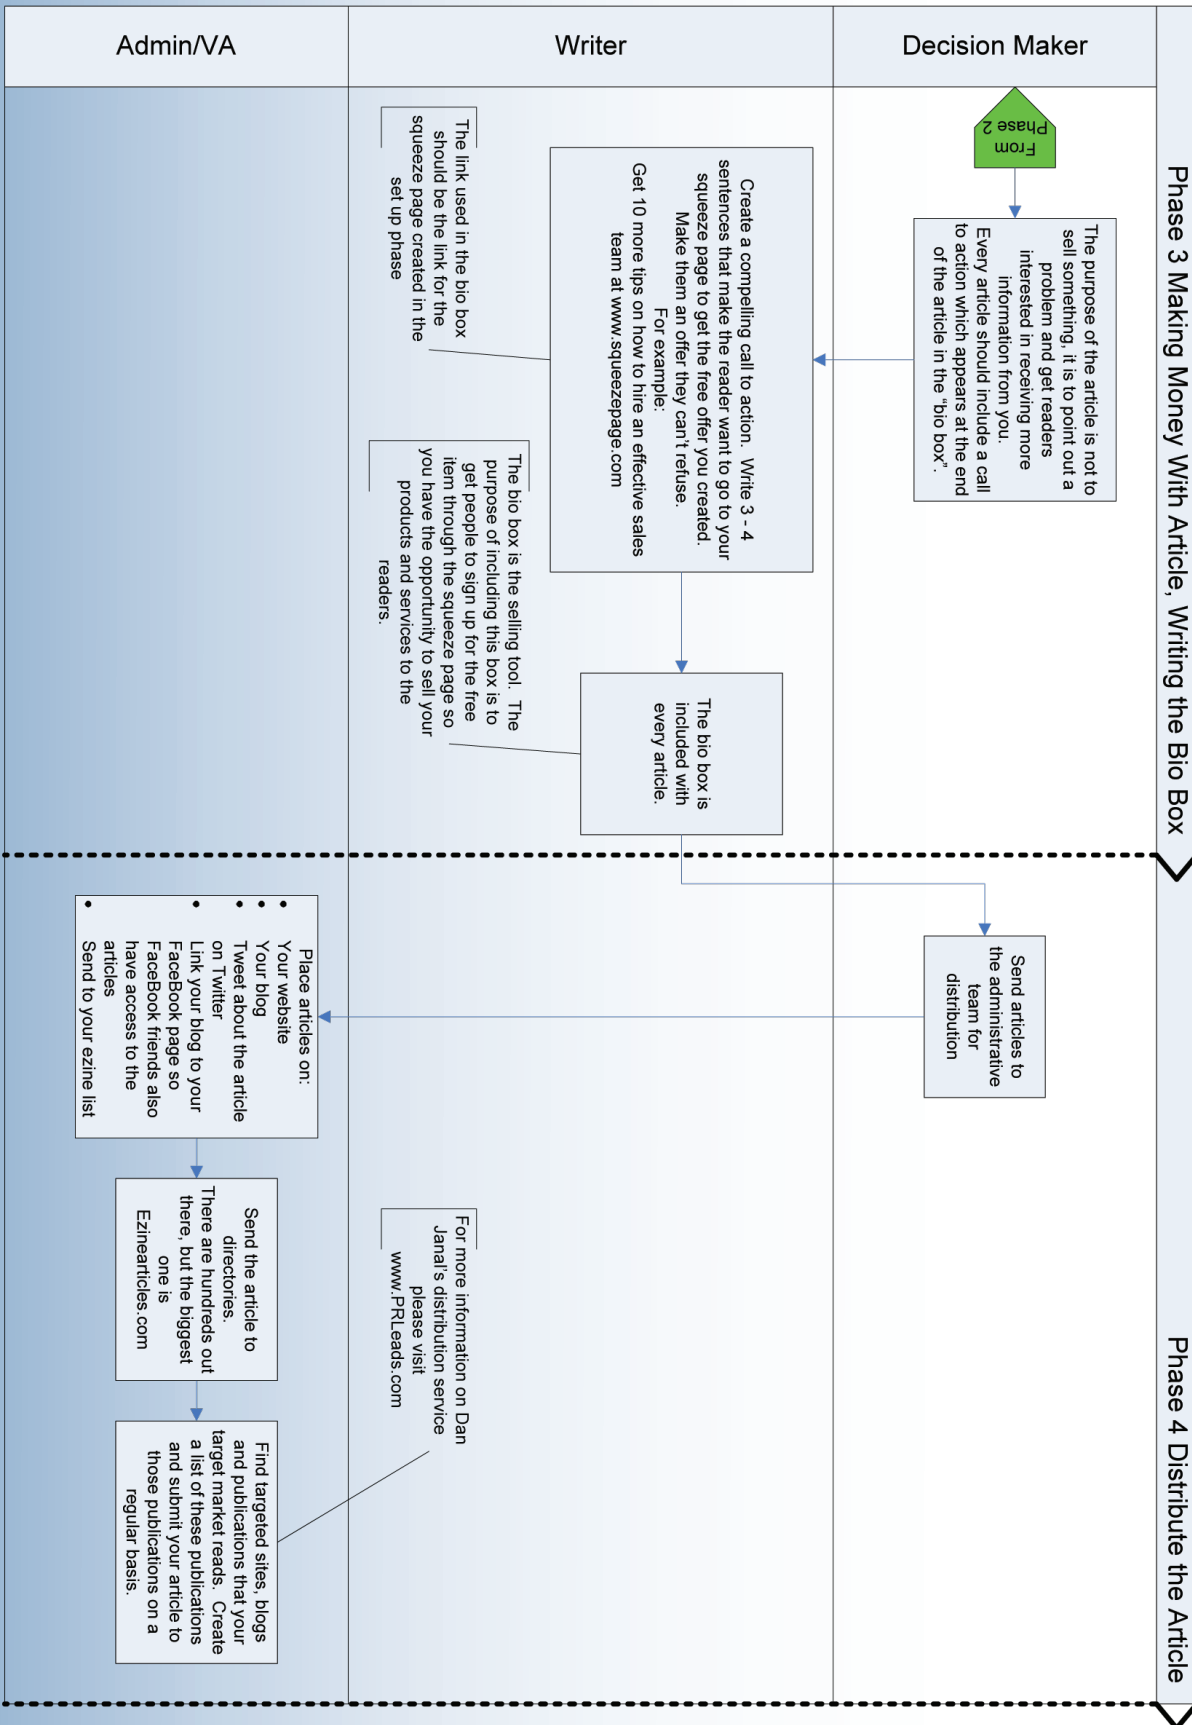 Phase 3 Making Money With Article, Writing the Bio Box
Phase 4 Distribute the Article
Decision Maker
From
Phase 2
The purpose of the article is not to
sell something, it is to point out a
problem and get readers
interested in receiving more
information from you.
Every article should include a call
to action which appears at the end
of the article in the “bio box”.
Send articles to
the administrative
team for
distribution
Writer
Create a compelling call to action. Write 3 - 4
sentences that make the reader want to go to your
squeeze page to get the free offer you created.
Make them an offer they can’t refuse.
For example:
Get 10 more tips on how to hire an effective sales
team at www.squeezepage.com
The link used in the bio box
should be the link for the
squeeze page created in the
set up phase
The bio box is
included with
every article.
The bio box is the selling tool. The
purpose of including this box is to
get people to sign up for the free
item through the squeeze page so
you have the opportunity to sell your
products and services to the
readers.
For more information on Dan
Janal’s distribution service
please visit
www.PRLeads.com
Admin/VA
Place articles on:
• Your website
• Your blog
• Tweet about the article
on Twitter
• Link your blog to your
FaceBook page so
FaceBook friends also
have access to the
articles
• Send to your ezine list
Send the article to
directories.
There are hundreds out
there, but the biggest
one is
Ezinearticles.com
Find targeted sites, blogs
and publications that your
target market reads. Create
a list of these publications
and submit your article to
those publications on a
regular basis.